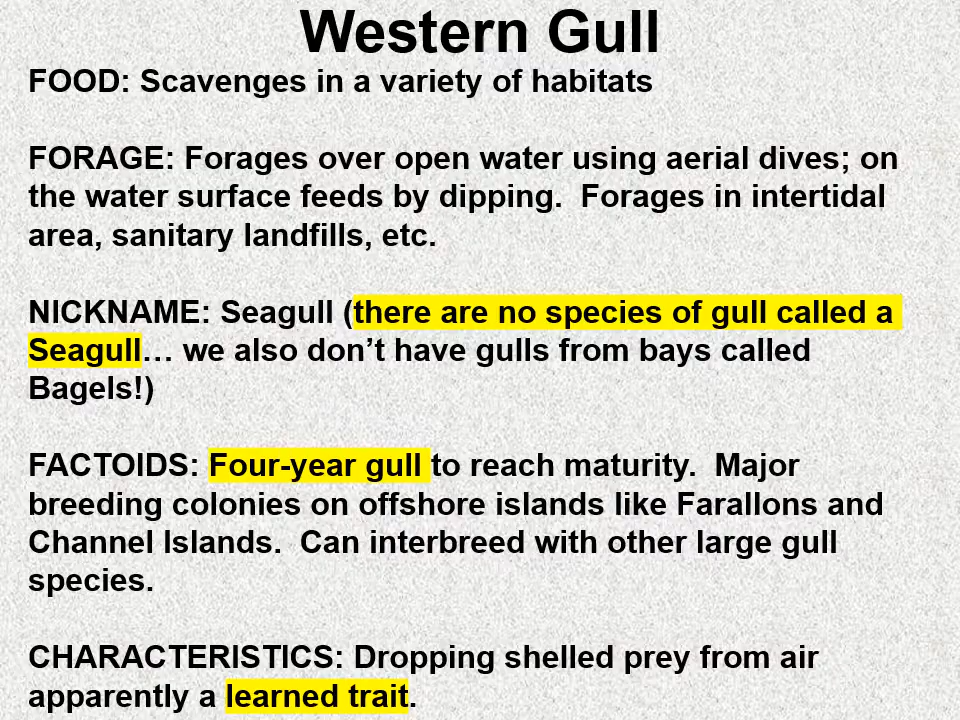 Western Gull
FOOD: Scavenges in a variety of habitats
FORAGE: Forages over open water using aerial dives; on
the water surface feeds by dipping.  Forages in intertidal
area, sanitary landfills, etc.
NICKNAME: Seagull (there are no species of gull called a
Seagull… we also don’t have gulls from bays called
Bagels!)
FACTOIDS: Four-year gull to reach maturity.  Major
breeding colonies on offshore islands like Farallons and
Channel Islands.  Can interbreed with other large gull
species.
CHARACTERISTICS: Dropping shelled prey from air
apparently a learned trait.